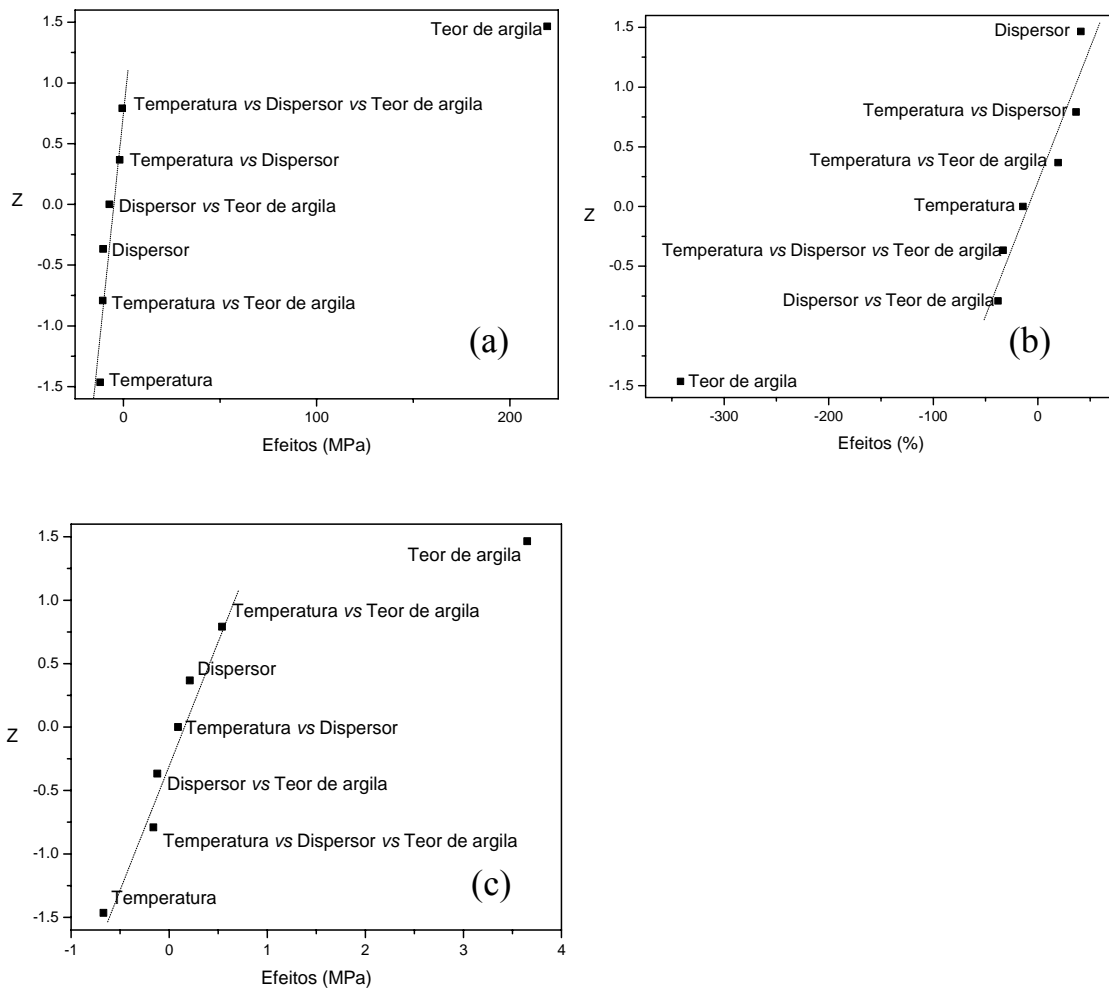 1.5
1.0
0.5
0.0
-0.5
-1.0
-1.5
Z
Teor de argila
Temperatura vs Dispersor vs Teor de argila
Temperatura vs Dispersor
Dispersor vs Teor de argila
Dispersor
Temperatura vs Teor de argila
Temperatura
(a)
0 100 200
Efeitos (MPa)
1.5
1.0
0.5
0.0
-0.5
-1.0
-1.5
Z
Dispersor
Temperatura vs Dispersor
Temperatura vs Teor de argila
Temperatura
Temperatura vs Dispersor vs Teor de argila
Dispersor vs Teor de argila
Teor de argila
(b)
-300 -200 -100 0
Efeitos (%)
1.5
1.0
0.5
0.0
-0.5
-1.0
-1.5
Z
Teor de argila
Temperatura vs Teor de argila
Dispersor
Temperatura vs Dispersor
Dispersor vs Teor de argila
Temperatura vs Dispersor vs Teor de argila
Temperatura
(c)
-1 0 1 2 3 4
Efeitos (MPa)